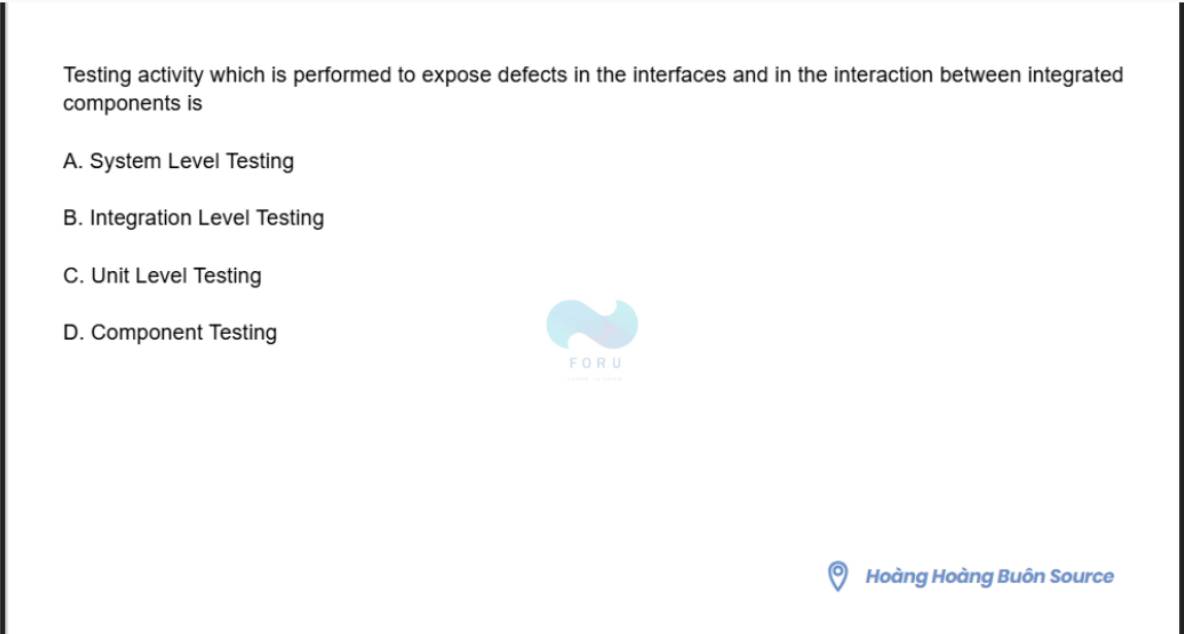 Testing activity which is performed to expose defects in the interfaces and in the interaction between integrated
components is
A. System Level Testing
B. Integration Level Testing
C. Unit Level Testing
D. Component Testing
FORU
Hoàng Hoàng Buôn Source